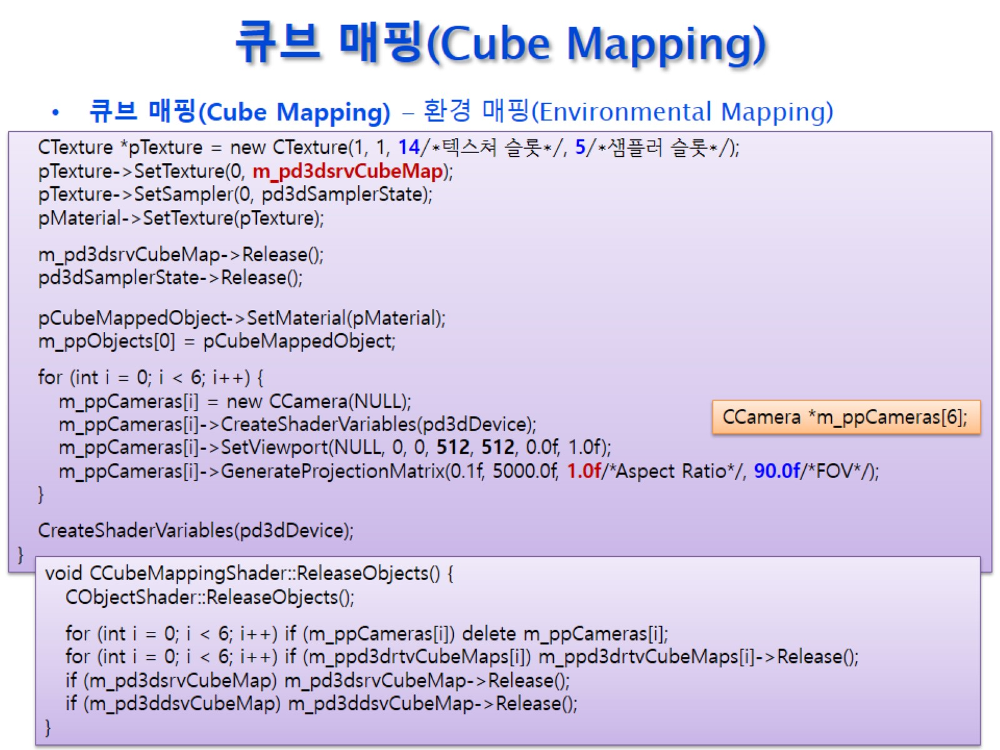 큐브 매핑(Cube Mapping)
• 큐브 매핑(Cube Mapping) – 환경 매핑(Environmental Mapping)
CTexture *pTexture = new CTexture(1, 1, 14/*텍스쳐 슬롯*/, 5/*샘플러 슬롯*/);
pTexture->SetTexture(0, m_pd3dsrvCubeMap);
pTexture->SetSampler(0, pd3dSamplerState);
pMaterial->SetTexture(pTexture);
m_pd3dsrvCubeMap->Release();
pd3dSamplerState->Release();
pCubeMappedObject->SetMaterial(pMaterial);
m_ppObjects[0] = pCubeMappedObject;
for (int i = 0; i < 6; i++) {
m_ppCameras[i] = new CCamera(NULL);
m_ppCameras[i]->CreateShaderVariables(pd3dDevice);
CCamera *m_ppCameras[6];
m_ppCameras[i]->SetViewport(NULL, 0, 0, 512, 512, 0.0f, 1.0f);
m_ppCameras[i]->GenerateProjectionMatrix(0.1f, 5000.0f, 1.0f/*Aspect Ratio*/, 90.0f/*FOV*/);
}
CreateShaderVariables(pd3dDevice);
}
void CCubeMappingShader::ReleaseObjects() {
CObjectShader::ReleaseObjects();
for (int i = 0; i < 6; i++) if (m_ppCameras[i]) delete m_ppCameras[i];
for (int i = 0; i < 6; i++) if (m_ppd3drtvCubeMaps[i]) m_ppd3drtvCubeMaps[i]->Release();
if (m_pd3dsrvCubeMap) m_pd3dsrvCubeMap->Release();
if (m_pd3ddsvCubeMap) m_pd3ddsvCubeMap->Release();
}